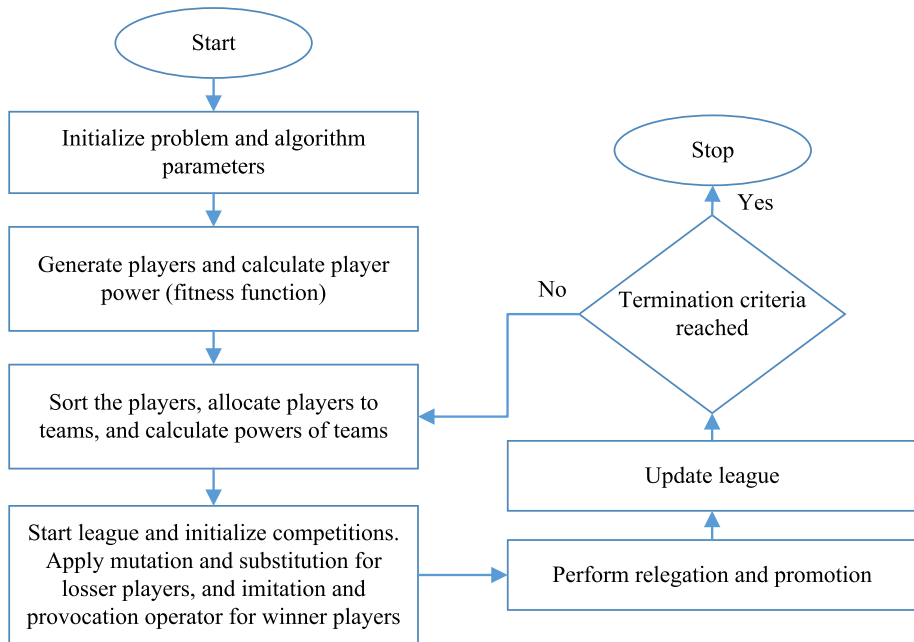 Start
Initialize problem and algorithm
parameters
Generate players and calculate player
power (fitness function)
Sort the players, allocate players to
teams, and calculate powers of teams
Start league and initialize competitions.
Apply mutation and substitution for
losser players, and imitation and
provocation operator for winner players
Perform relegation and promotion
Update league
Termination criteria
reached
No
Yes
Stop